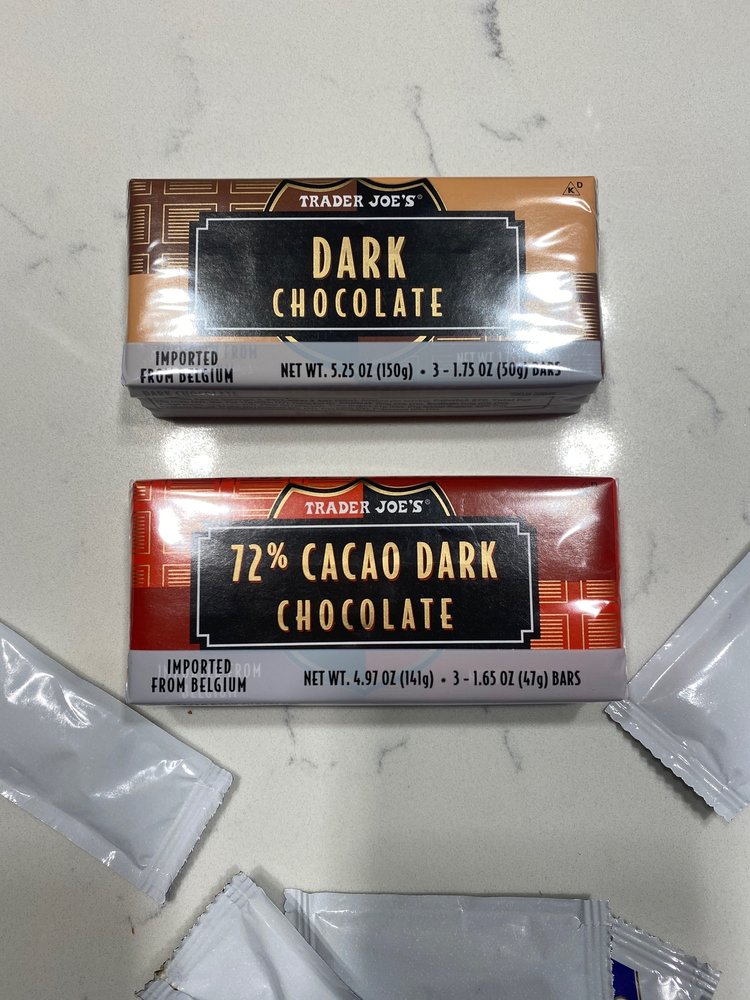 TRADER JOE'S®
K D
DARK
CHOCOLATE
IMPORTED
FROM BELGIUM
NET WT. 5.25 OZ (150g) • 3 – 1.75 OZ (50g) BARS
DARK CHOCOLATE
TRADER JOE'S®
72% CACAO DARK
CHOCOLATE
IMPORTED
FROM BELGIUM
NET WT. 4.97 OZ (141g) • 3 – 1.65 OZ (47g) BARS